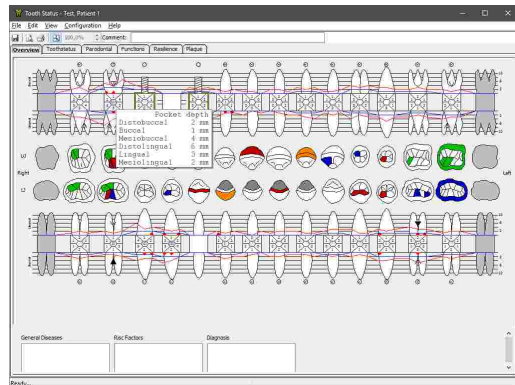 Tooth Status - Test, Patient 1
File Edit View Configuration Help
100,0% Comment:
Overview Toothstatus Parodontal Functions Resilience Plaque
Pocket depth
Distobuccal 2 mm
Buccal 1 mm
Mesiobuccal 4 mm
Distolingual 6 mm
Lingual 3 mm
Mesiolingual 2 mm
Right
Left
General Diseases Risc Factors Diagnosis
Ready...